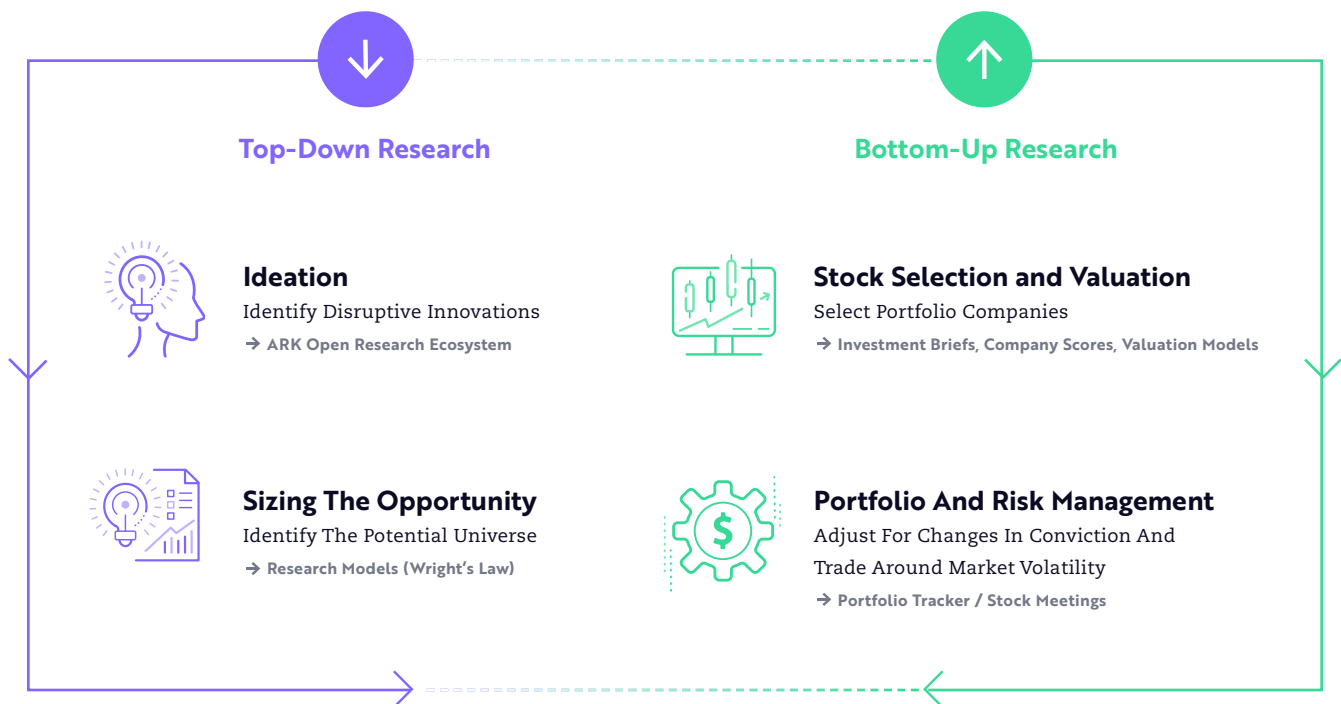 Top-Down Research
Ideation
Identify Disruptive Innovations
→ ARK Open Research Ecosystem
Sizing The Opportunity
Identify The Potential Universe
→ Research Models (Wright’s Law)
Bottom-Up Research
Stock Selection and Valuation
Select Portfolio Companies
→ Investment Briefs, Company Scores, Valuation Models
$
Portfolio And Risk Management
Adjust For Changes In Conviction And
Trade Around Market Volatility
→ Portfolio Tracker / Stock Meetings